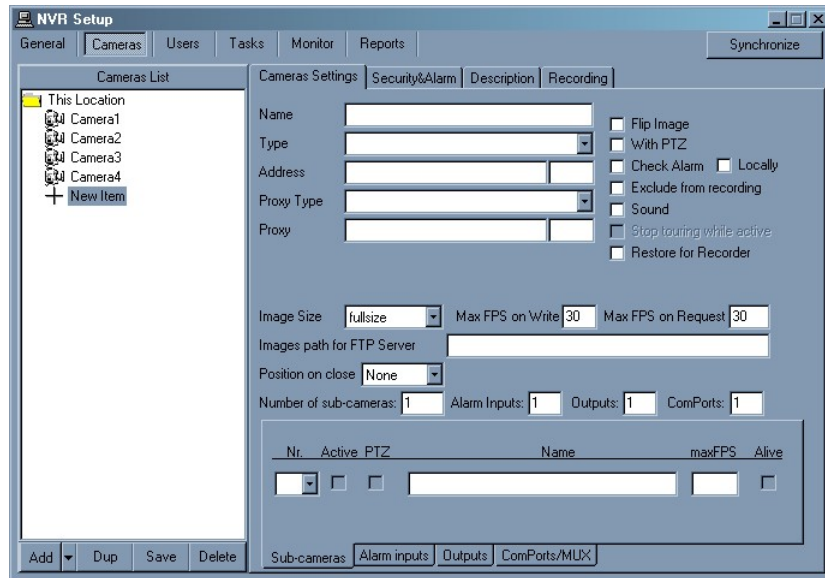 NVR Setup
General Cameras Users Tasks Monitor Reports Synchronize
Cameras List
This Location
Camera1
Camera2
Camera3
Camera4
New Item
Add Dup Save Delete
Cameras Settings Security&Alarm Description Recording
Name
Type
Address
Proxy Type
Proxy
Flip Image
With PTZ
Check Alarm Locally
Exclude from recording
Sound
Stop touring while active
Restore for Recorder
Image Size fullsize Max FPS on Write 30 Max FPS on Request 30
Images path for FTP Server
Position on close None
Number of sub-cameras: 1 Alarm Inputs: 1 Outputs: 1 ComPorts: 1
Nr. Active PTZ Name maxFPS Alive
Sub-cameras Alarm inputs Outputs ComPorts/MUX